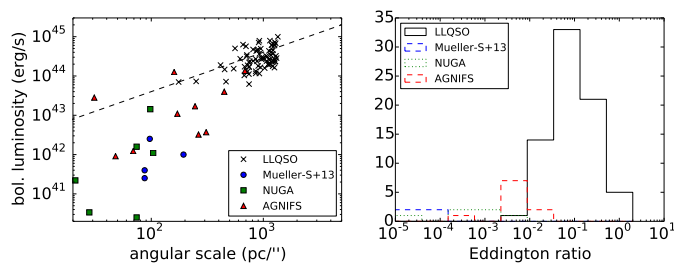 10^45
10^44
10^43
10^42
10^41
bol. luminosity (erg/s)
LLQSO
Mueller-S+13
NUGA
AGNIFS
10^2
10^3
angular scale (pc/'')
35
30
25
20
15
10
5
0
LLQSO
Mueller-S+13
NUGA
AGNIFS
10^-5
10^-4
10^-3
10^-2
10^-1
10^0
10^1
Eddington ratio